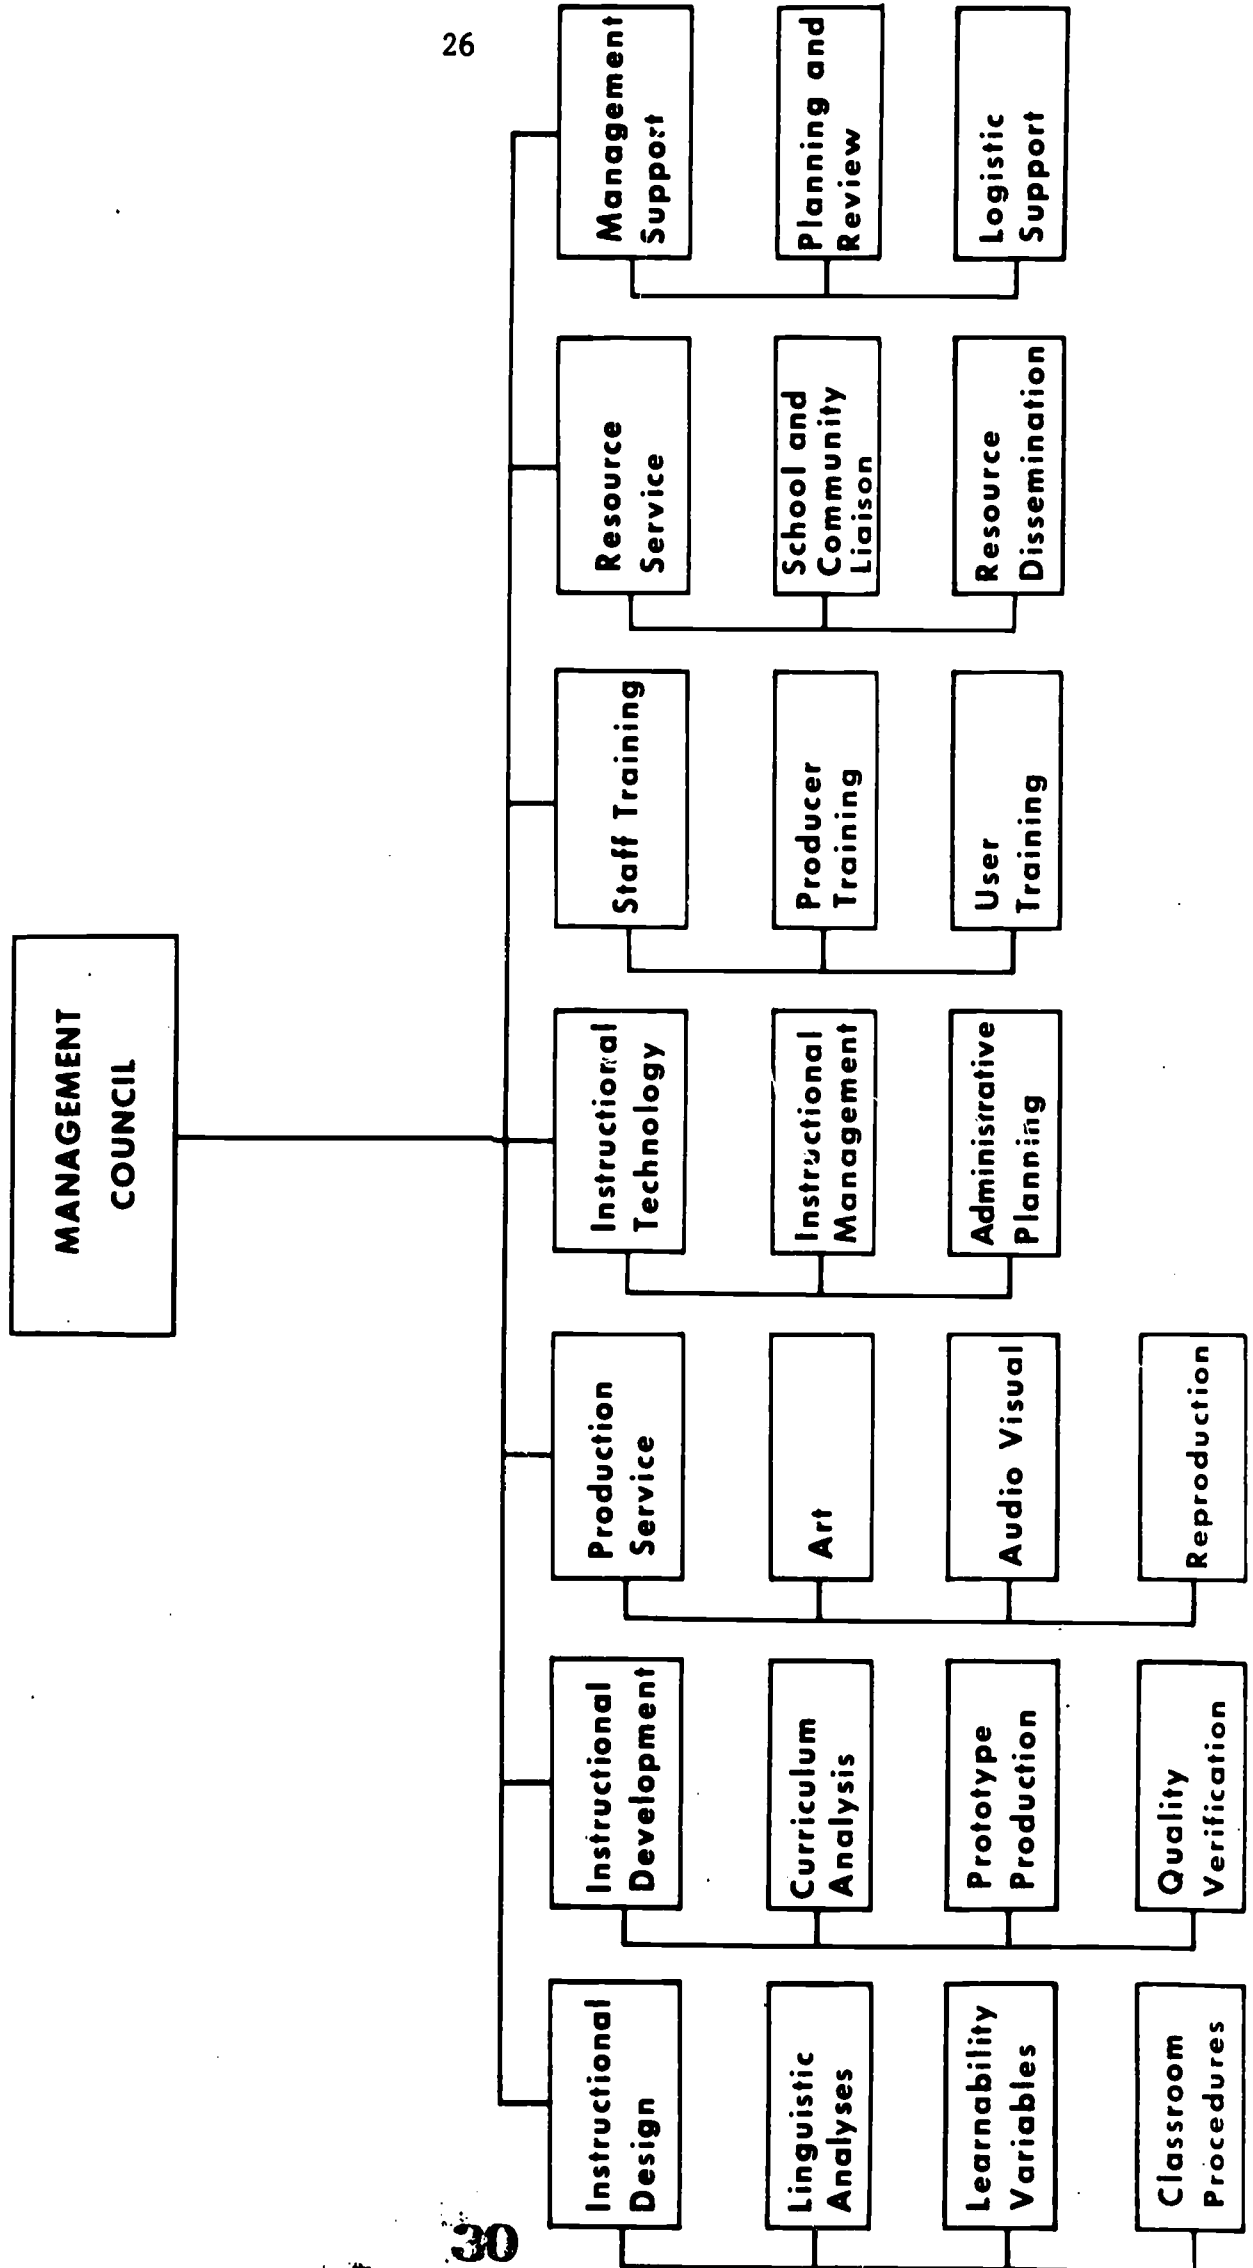 26
MANAGEMENT
COUNCIL
Instructional
Design
Linguistic
Analyses
Learnability
Variables
Classroom
Procedures
Instructional
Development
Curriculum
Analysis
Prototype
Production
Quality
Verification
Production
Service
Art
Audio Visual
Reproduction
Instructional
Technology
Instructional
Management
Administrative
Planning
Staff Training
Producer
Training
User
Training
Resource
Service
School and
Community
Liaison
Resource
Dissemination
Management
Support
Planning and
Review
Logistic
Support
30